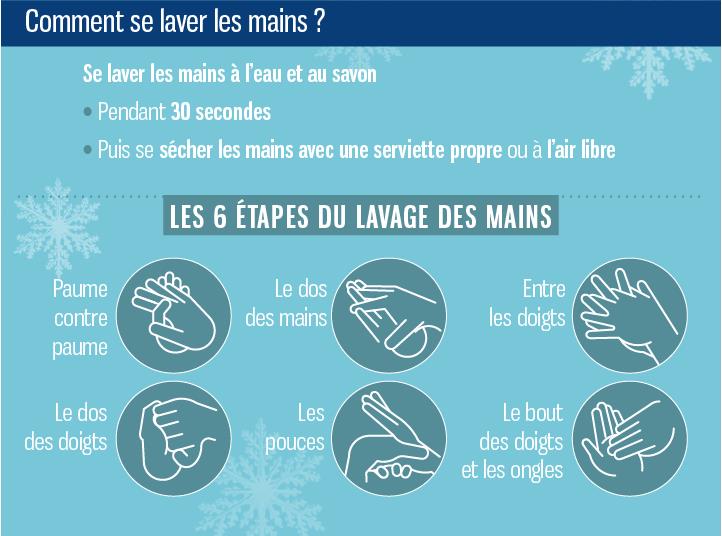 Comment se laver les mains ?
Se laver les mains à l'eau et au savon
• Pendant 30 secondes
• Puis se sécher les mains avec une serviette propre ou à l'air libre
LES 6 ÉTAPES DU LAVAGE DES MAINS
Paume
contre
paume
Le dos
des mains
Entre
les doigts
Le dos
des doigts
Les
pouces
Le bout
des doigts
et les ongles